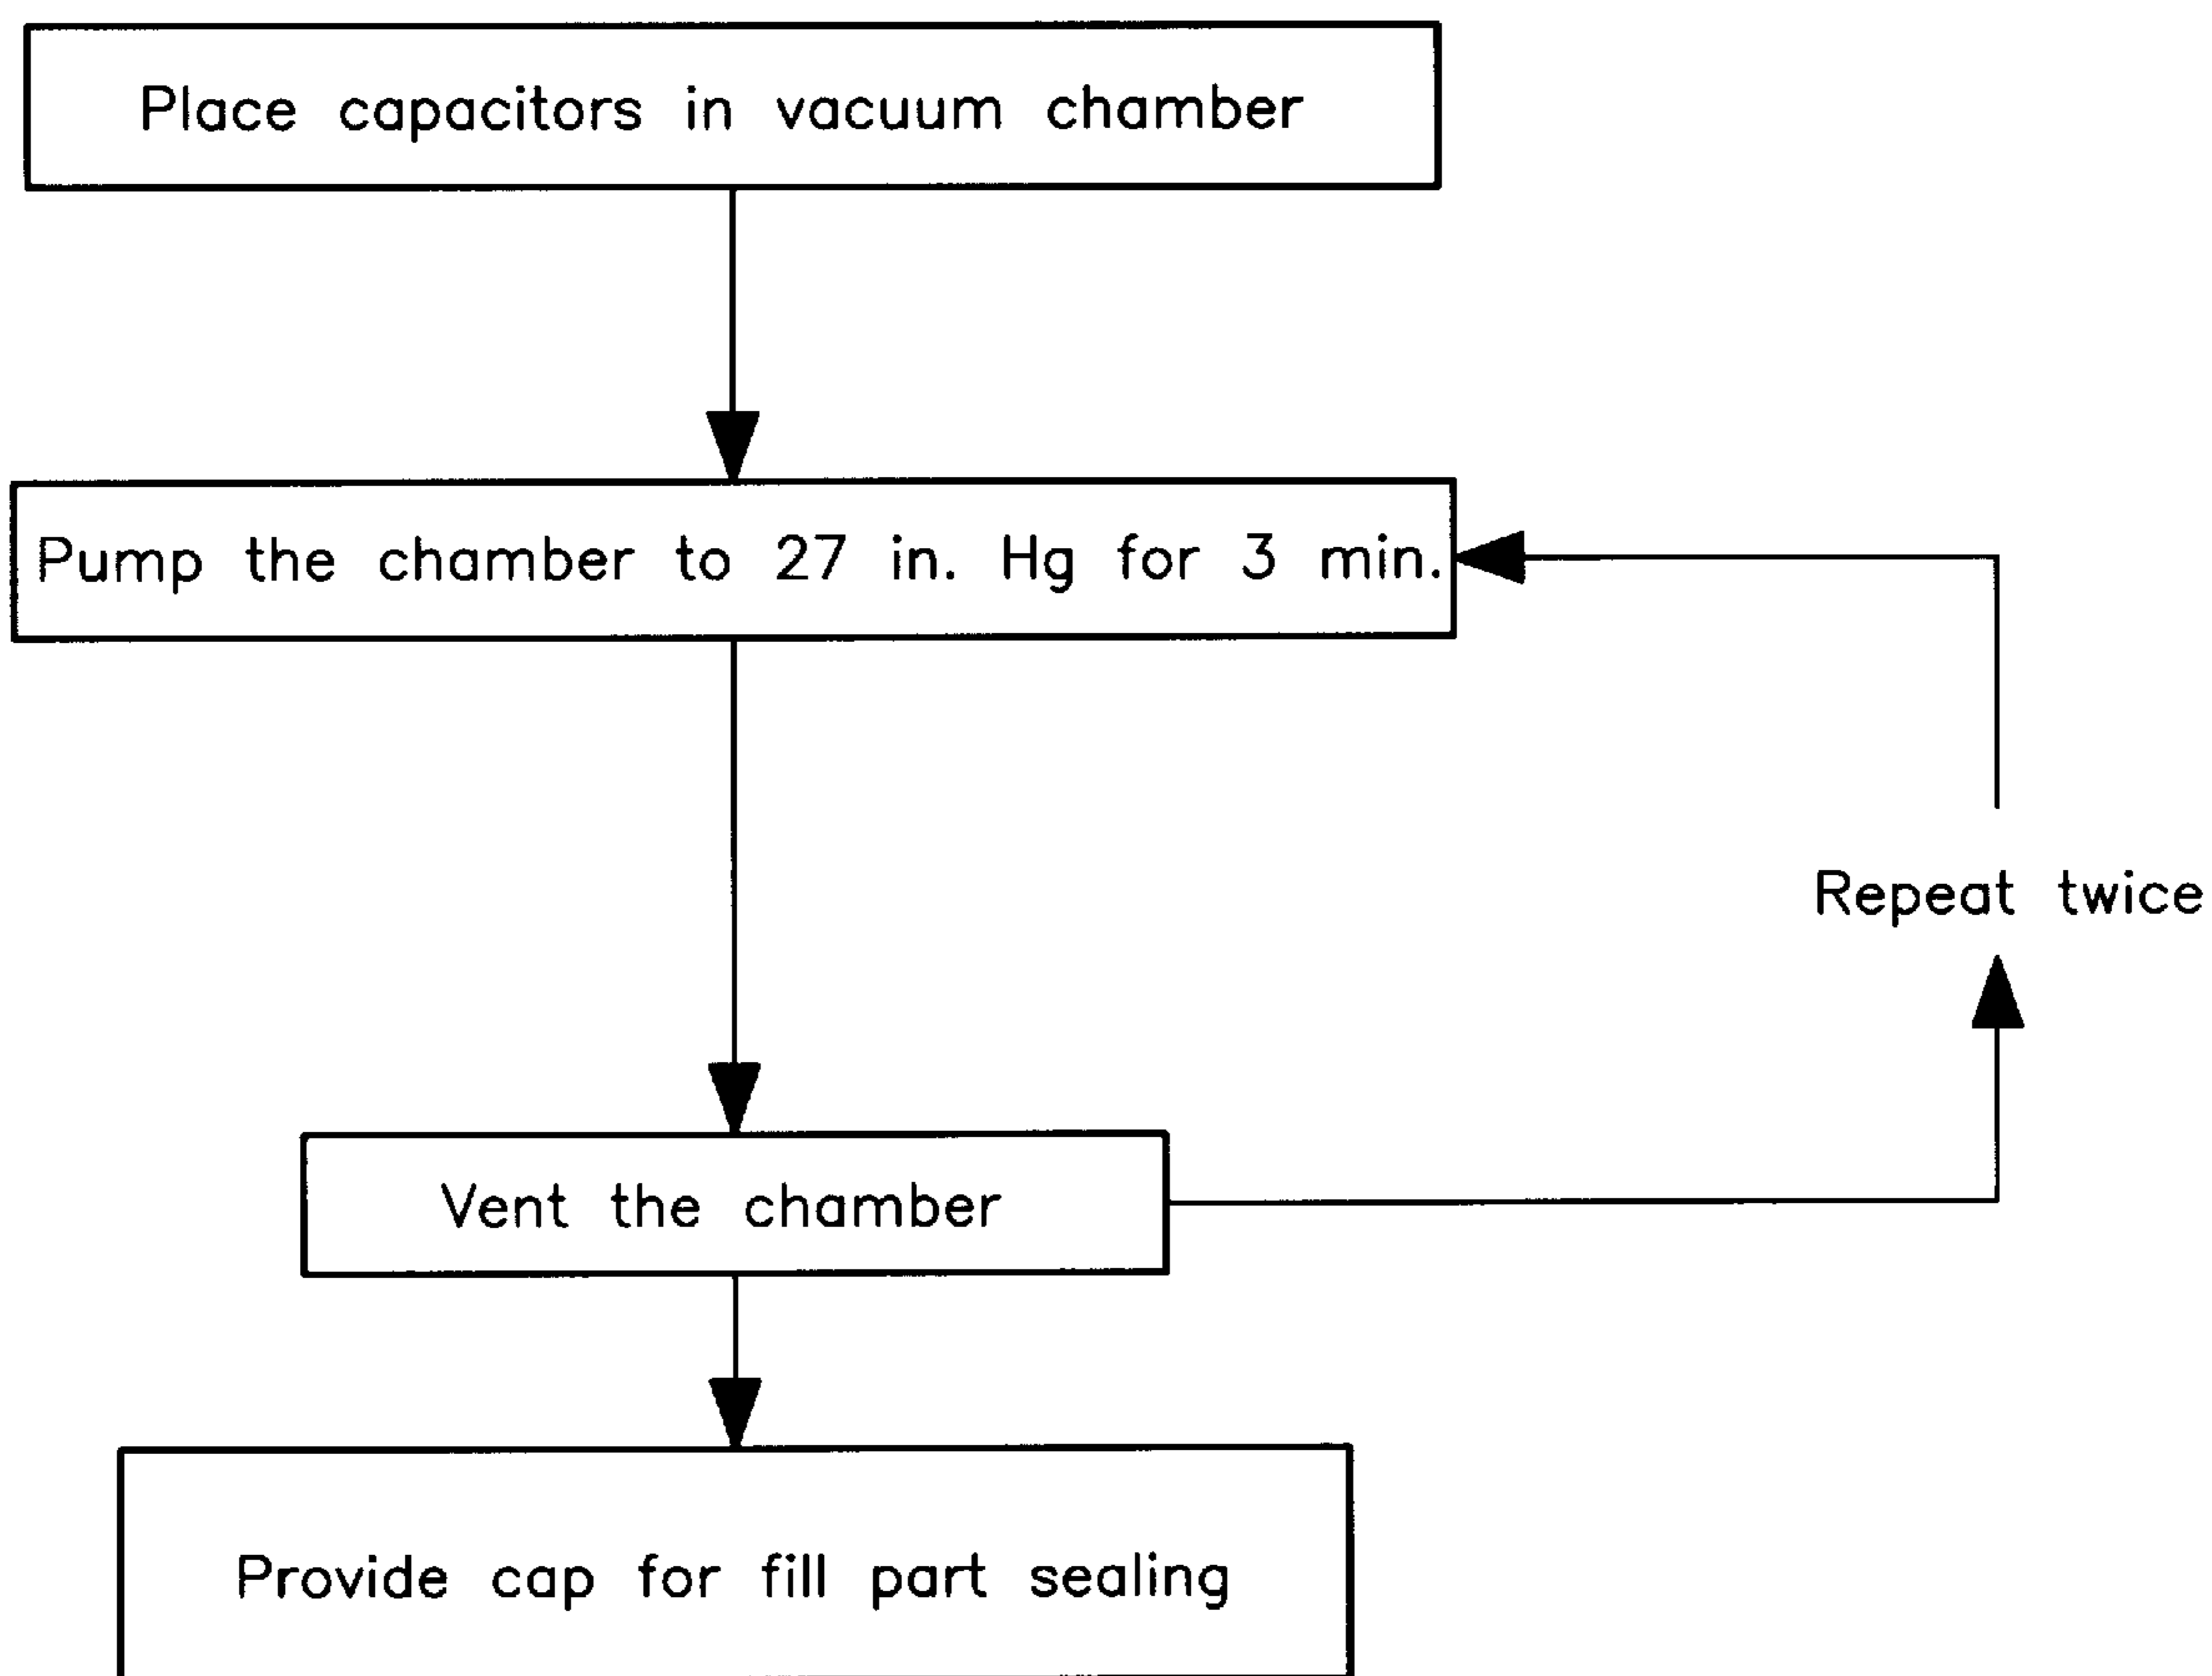 Place capacitors in vacuum chamber
Pump the chamber to 27 in. Hg for 3 min.
Repeat twice
Vent the chamber
Provide cap for fill part sealing